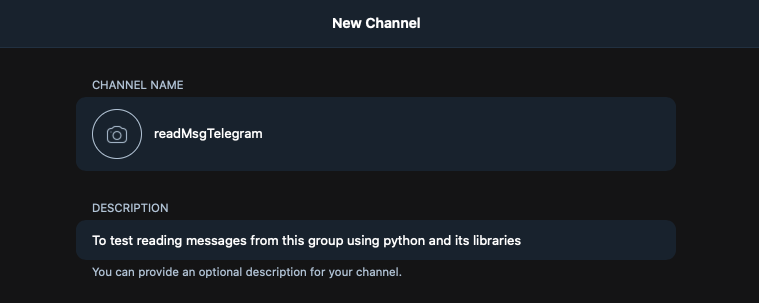 New Channel
CHANNEL NAME
readMsgTelegram
DESCRIPTION
To test reading messages from this group using python and its libraries
You can provide an optional description for your channel.